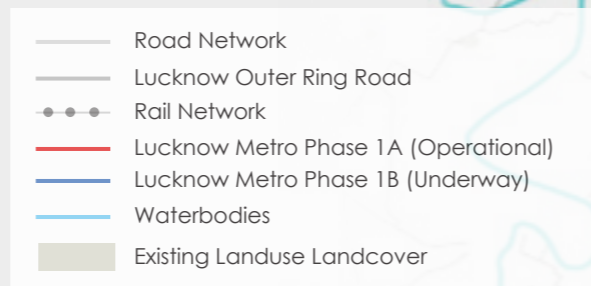 Road Network
Lucknow Outer Ring Road
Rail Network
Lucknow Metro Phase 1A (Operational)
Lucknow Metro Phase 1B (Underway)
Waterbodies
Existing Landuse Landcover